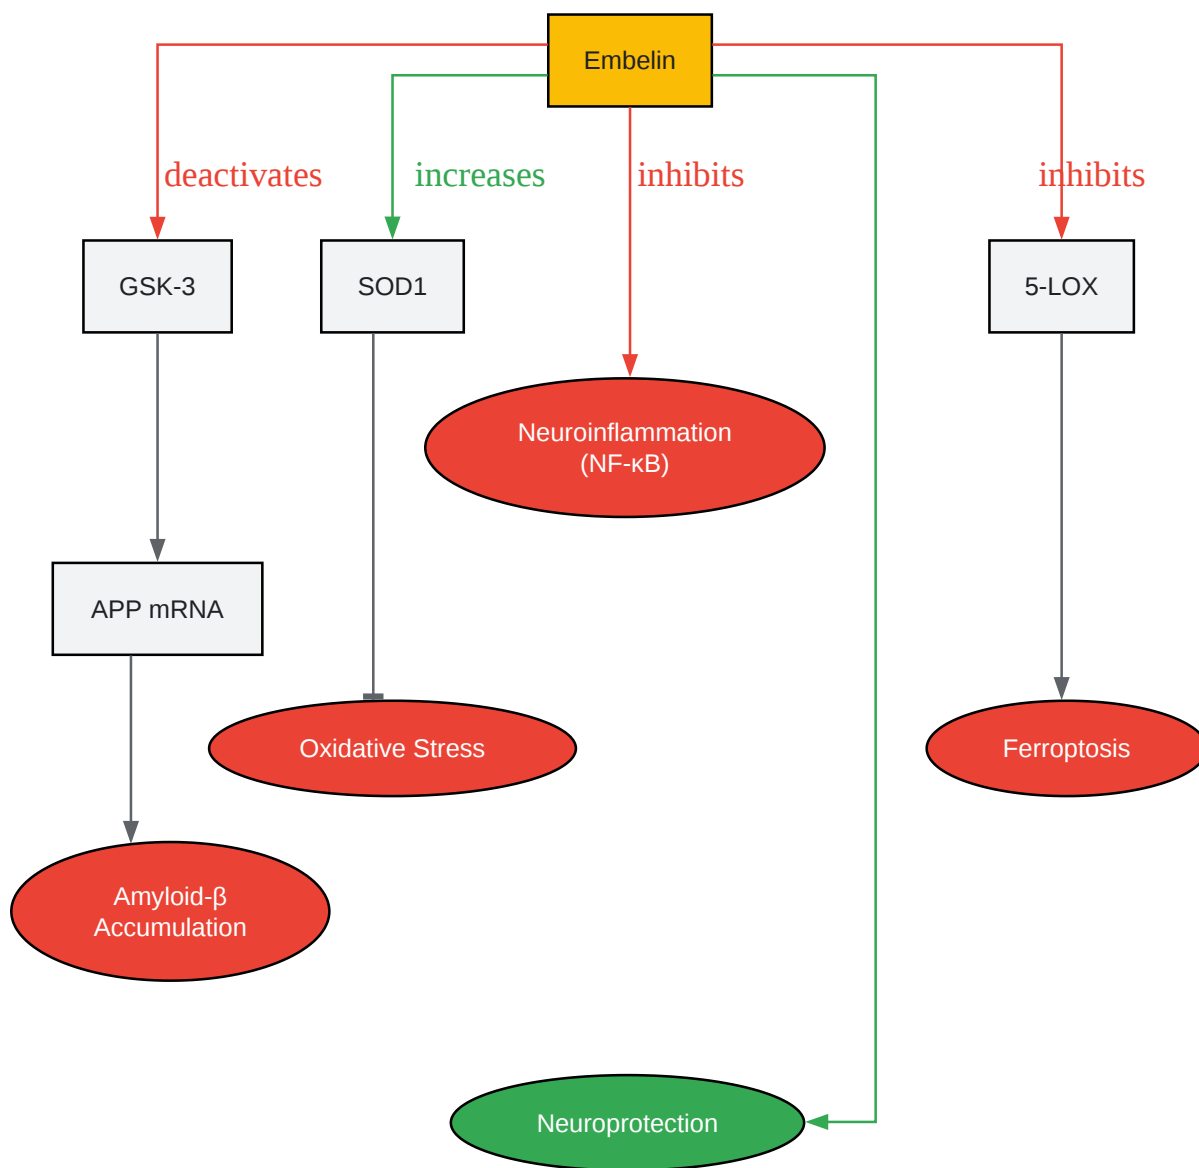 Embelin
deactivates
increases
inhibits
inhibits
GSK-3
SOD1
5-LOX
Neuroinflammation
(NF-κB)
APP mRNA
Oxidative Stress
Ferroptosis
Amyloid-β
Accumulation
Neuroprotection